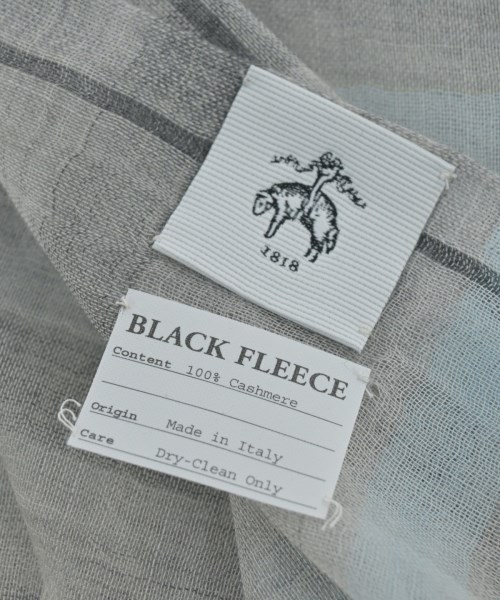 1818
BLACK FLEECE
Content 100% Cashmere
Origin Made in Italy
Care Dry-Clean Only